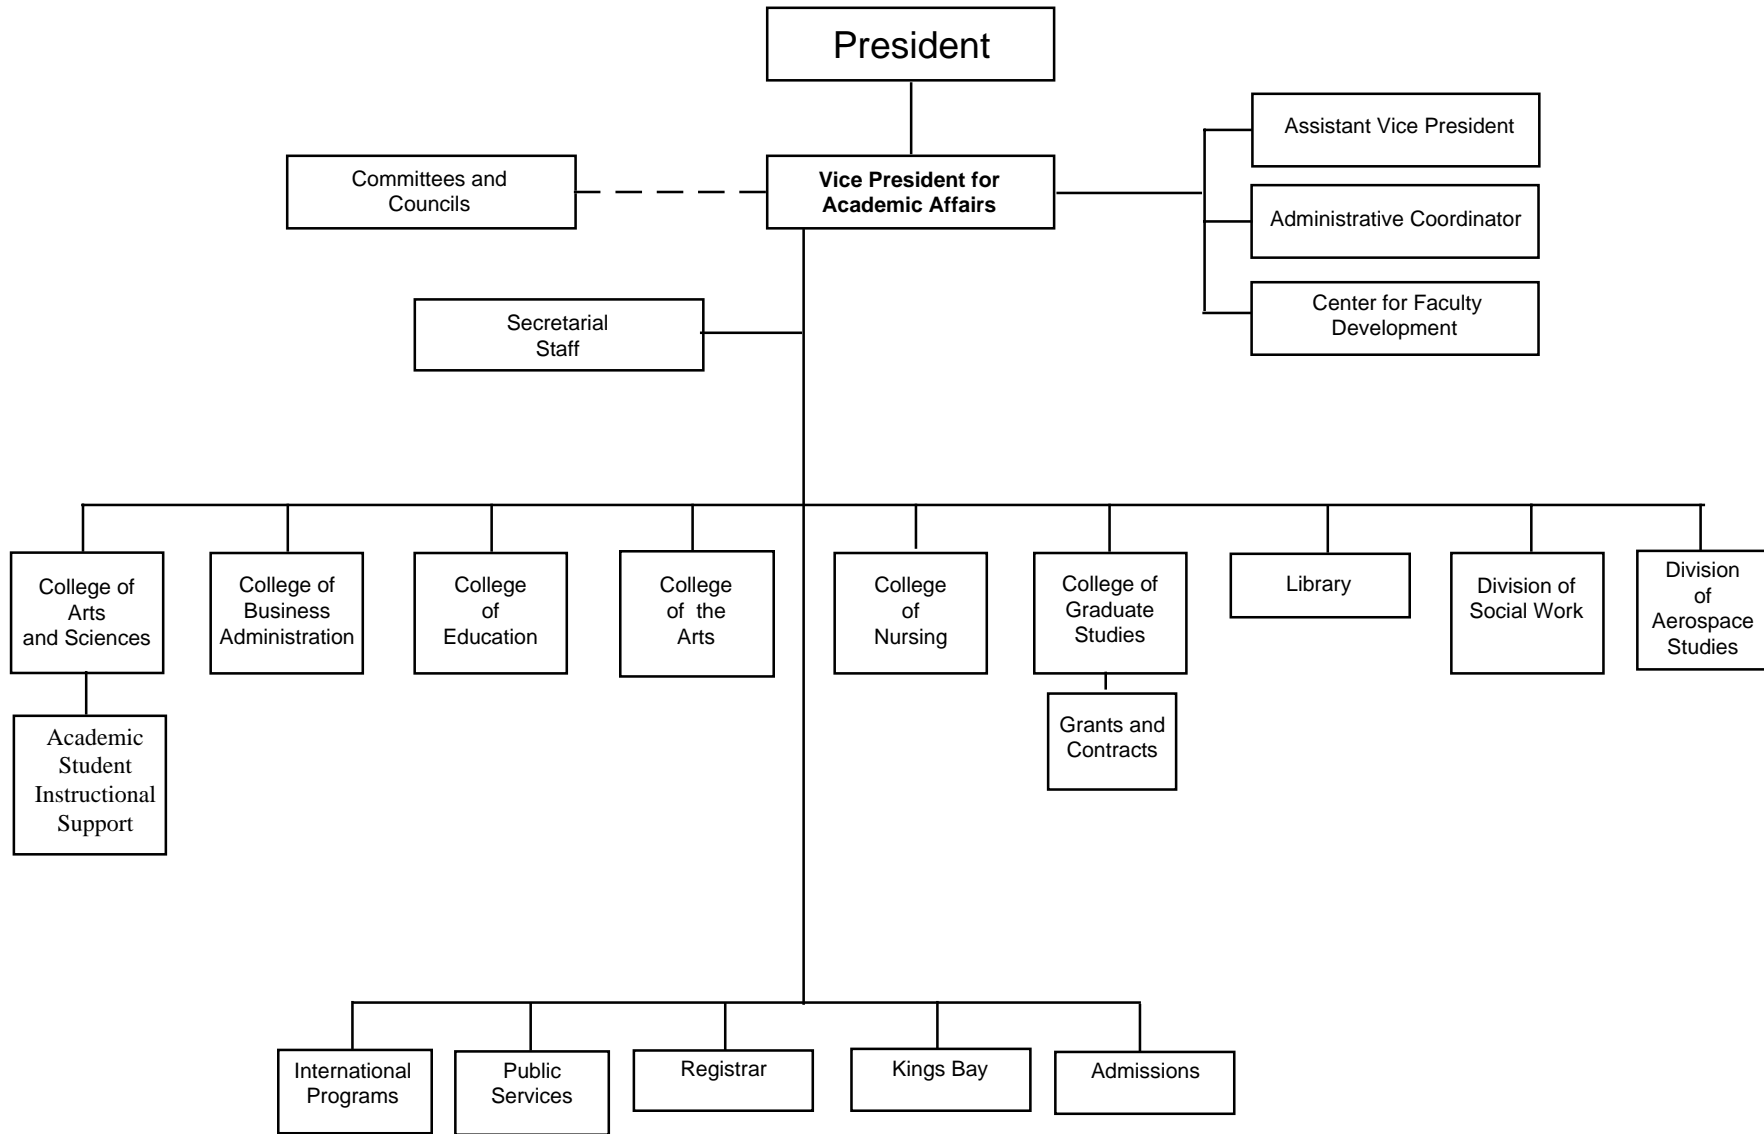 President
Assistant Vice President
Committees and
Councils
Vice President for
Academic Affairs
Administrative Coordinator
Center for Faculty
Development
Secretarial
Staff
College of
Arts
and Sciences
College of
Business
Administration
College
of
Education
College
of the
Arts
College
of
Nursing
College of
Graduate
Studies
Library
Division of
Social Work
Division
of
Aerospace
Studies
Academic
Student
Instructional
Support
Grants and
Contracts
International
Programs
Public
Services
Registrar
Kings Bay
Admissions